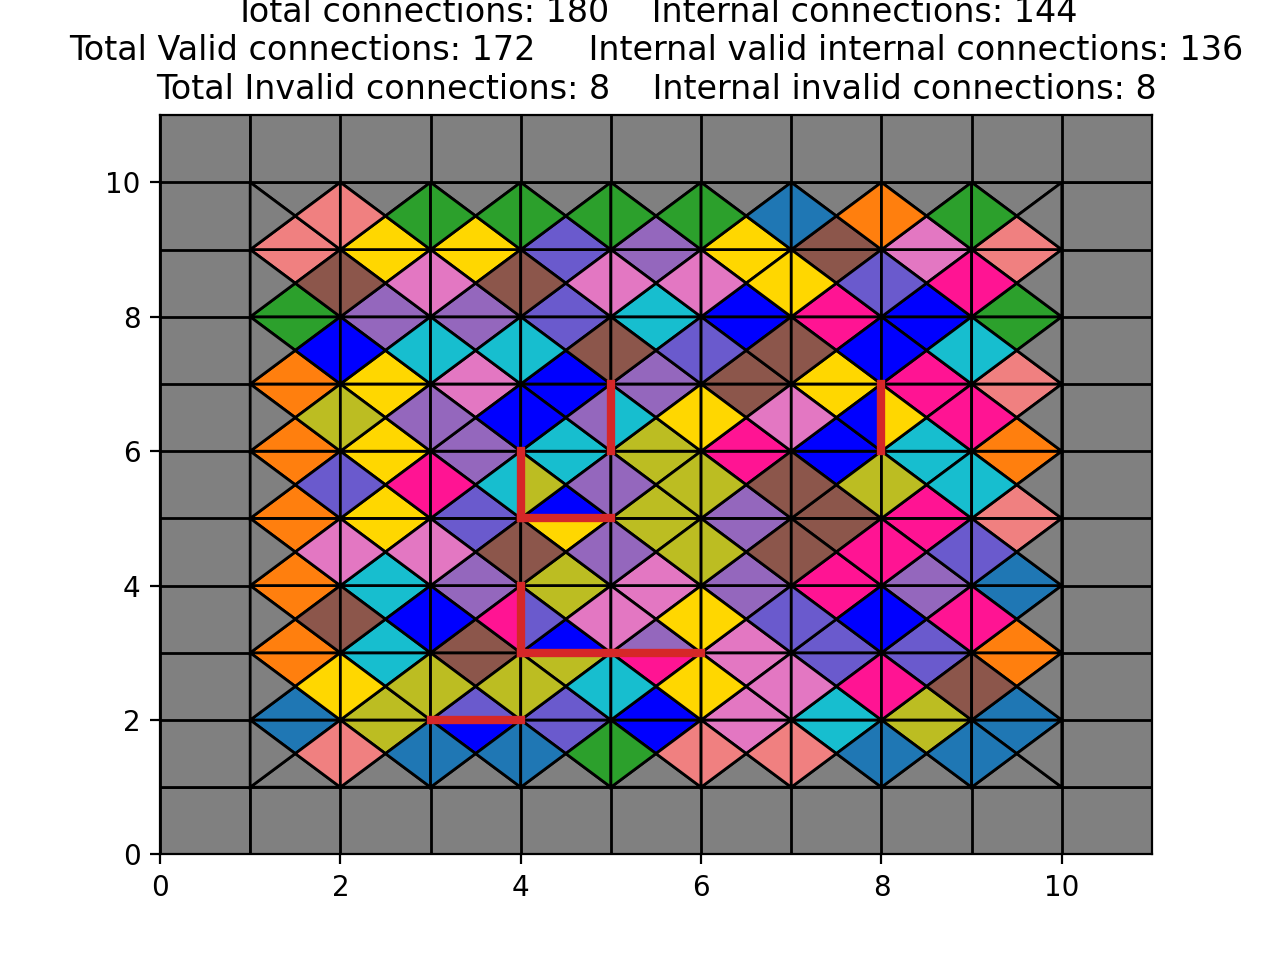 Total connections: 180 Internal connections: 144
Total Valid connections: 172 Internal valid internal connections: 136
Total Invalid connections: 8 Internal invalid connections: 8
10
8
6
4
2
0
0 2 4 6 8 10